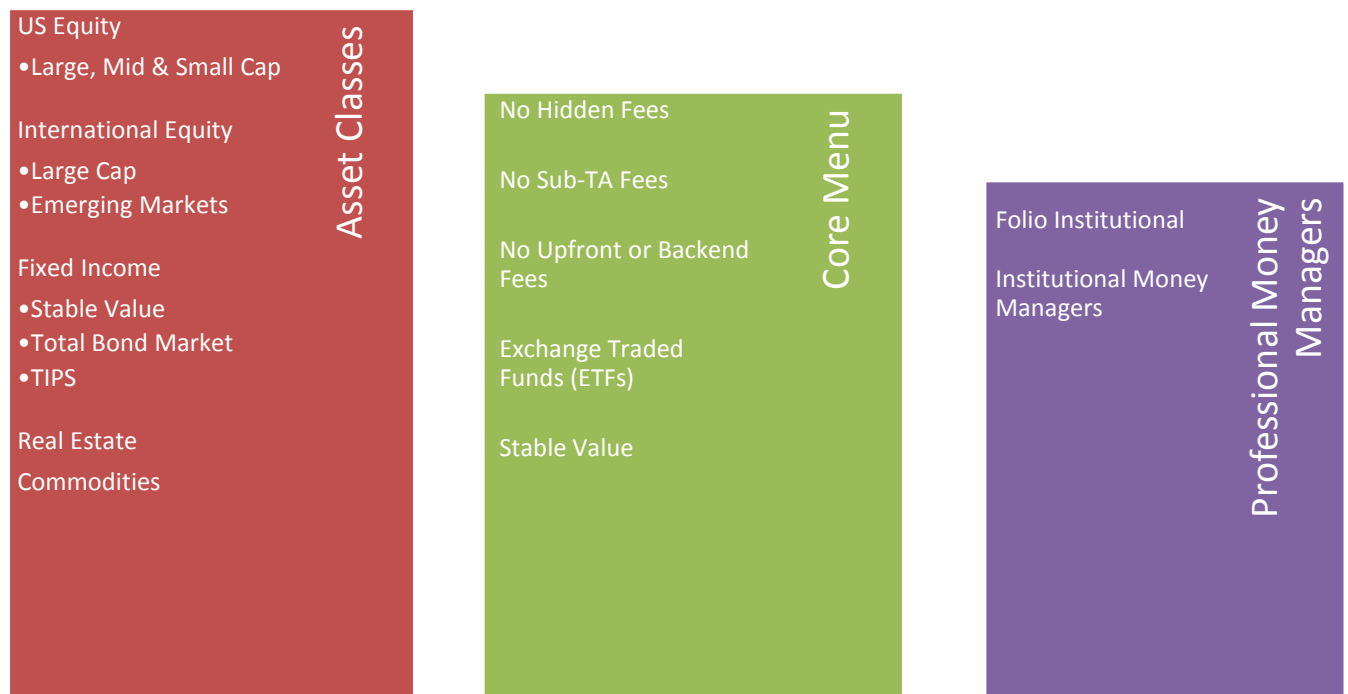 US Equity
•Large, Mid & Small Cap
International Equity
•Large Cap
•Emerging Markets
Fixed Income
•Stable Value
•Total Bond Market
•TIPS
Real Estate
Commodities
Asset Classes
No Hidden Fees
No Sub-TA Fees
No Upfront or Backend
Fees
Exchange Traded
Funds (ETFs)
Stable Value
Core Menu
Folio Institutional
Institutional Money
Managers
Professional Money
Managers